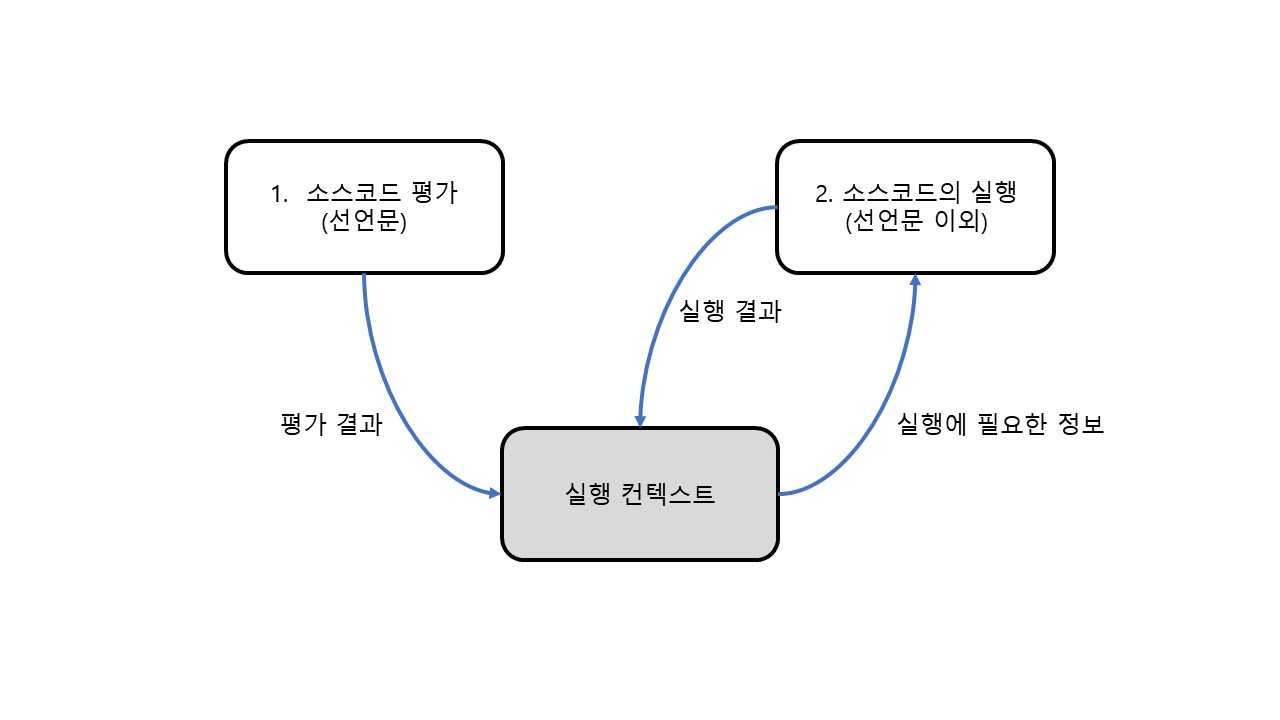 1. 소스코드 평가
(선언문)
2. 소스코드의 실행
(선언문 이외)
실행 결과
평가 결과
실행에 필요한 정보
실행 컨텍스트